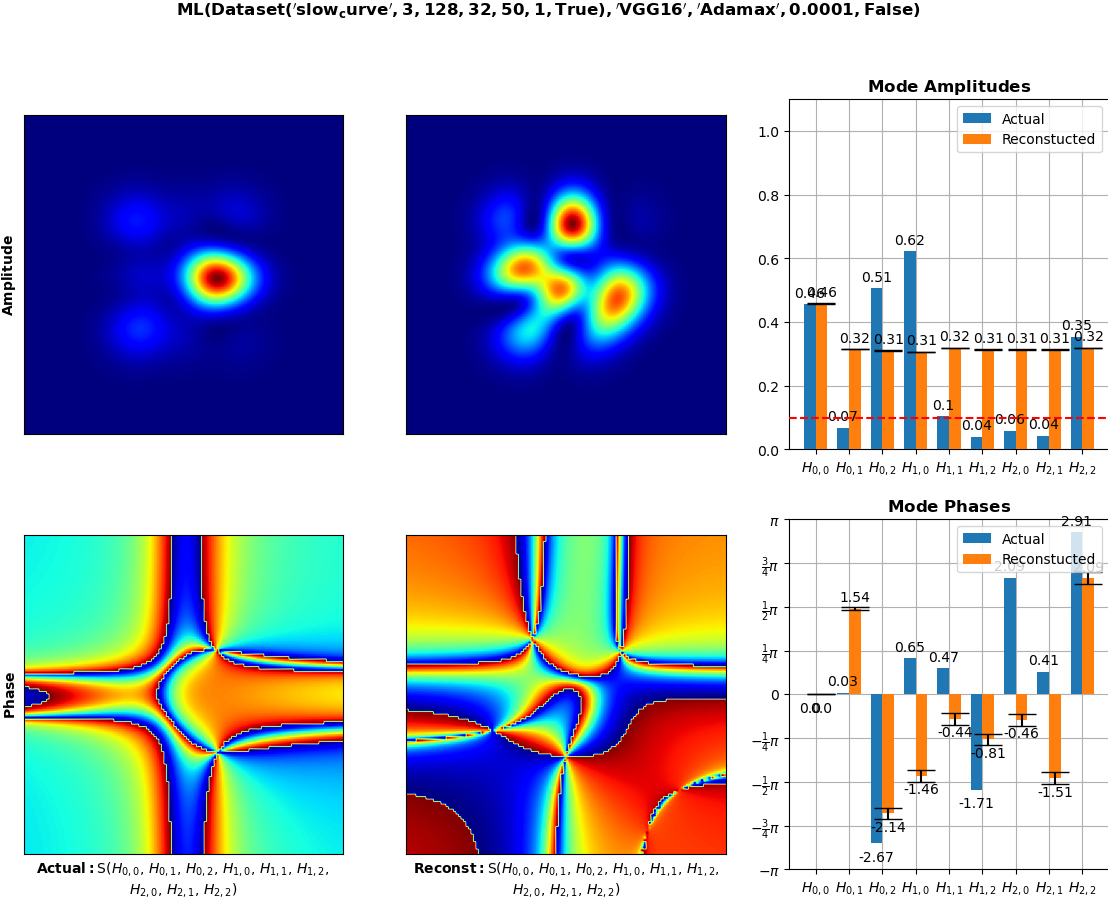 ML(Dataset('slow_curve', 3, 128, 32, 50, 1, True), 'VGG16', 'Adamax', 0.0001, False)
Amplitude
Mode Amplitudes
Actual
Reconstucted
1.0
0.8
0.6
0.4
0.2
0.0
0.46 0.46 0.07 0.32 0.51 0.31 0.62 0.31 0.1 0.32 0.04 0.31 0.06 0.31 0.04 0.31 0.35 0.32
H0,0 H0,1 H0,2 H1,0 H1,1 H1,2 H2,0 H2,1 H2,2
Phase
Actual: S(H0,0, H0,1, H0,2, H1,0, H1,1, H1,2,
H2,0, H2,1, H2,2)
Reconst: S(H0,0, H0,1, H0,2, H1,0, H1,1, H1,2,
H2,0, H2,1, H2,2)
Mode Phases
Actual
Reconstucted
π
3/4π
1/2π
1/4π
0
−1/4π
−1/2π
−3/4π
−π
0.0 0.0 0.03 1.54 -2.67 -2.14 0.65 -1.46 0.47 -0.44 -1.71 -0.81 2.09 -0.46 0.41 -1.51 2.91
H0,0 H0,1 H0,2 H1,0 H1,1 H1,2 H2,0 H2,1 H2,2